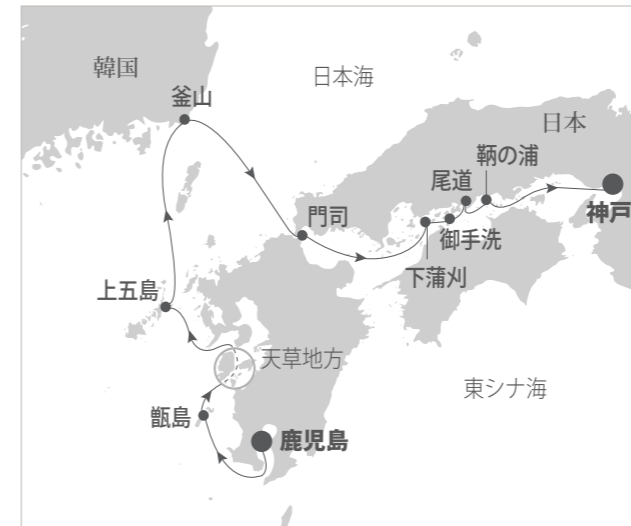 韓国
日本海
釜山
日本
鞆の浦
尾道
神戸
門司
御手洗
下蒲刈
上五島
天草地方
東シナ海
甑島
鹿児島